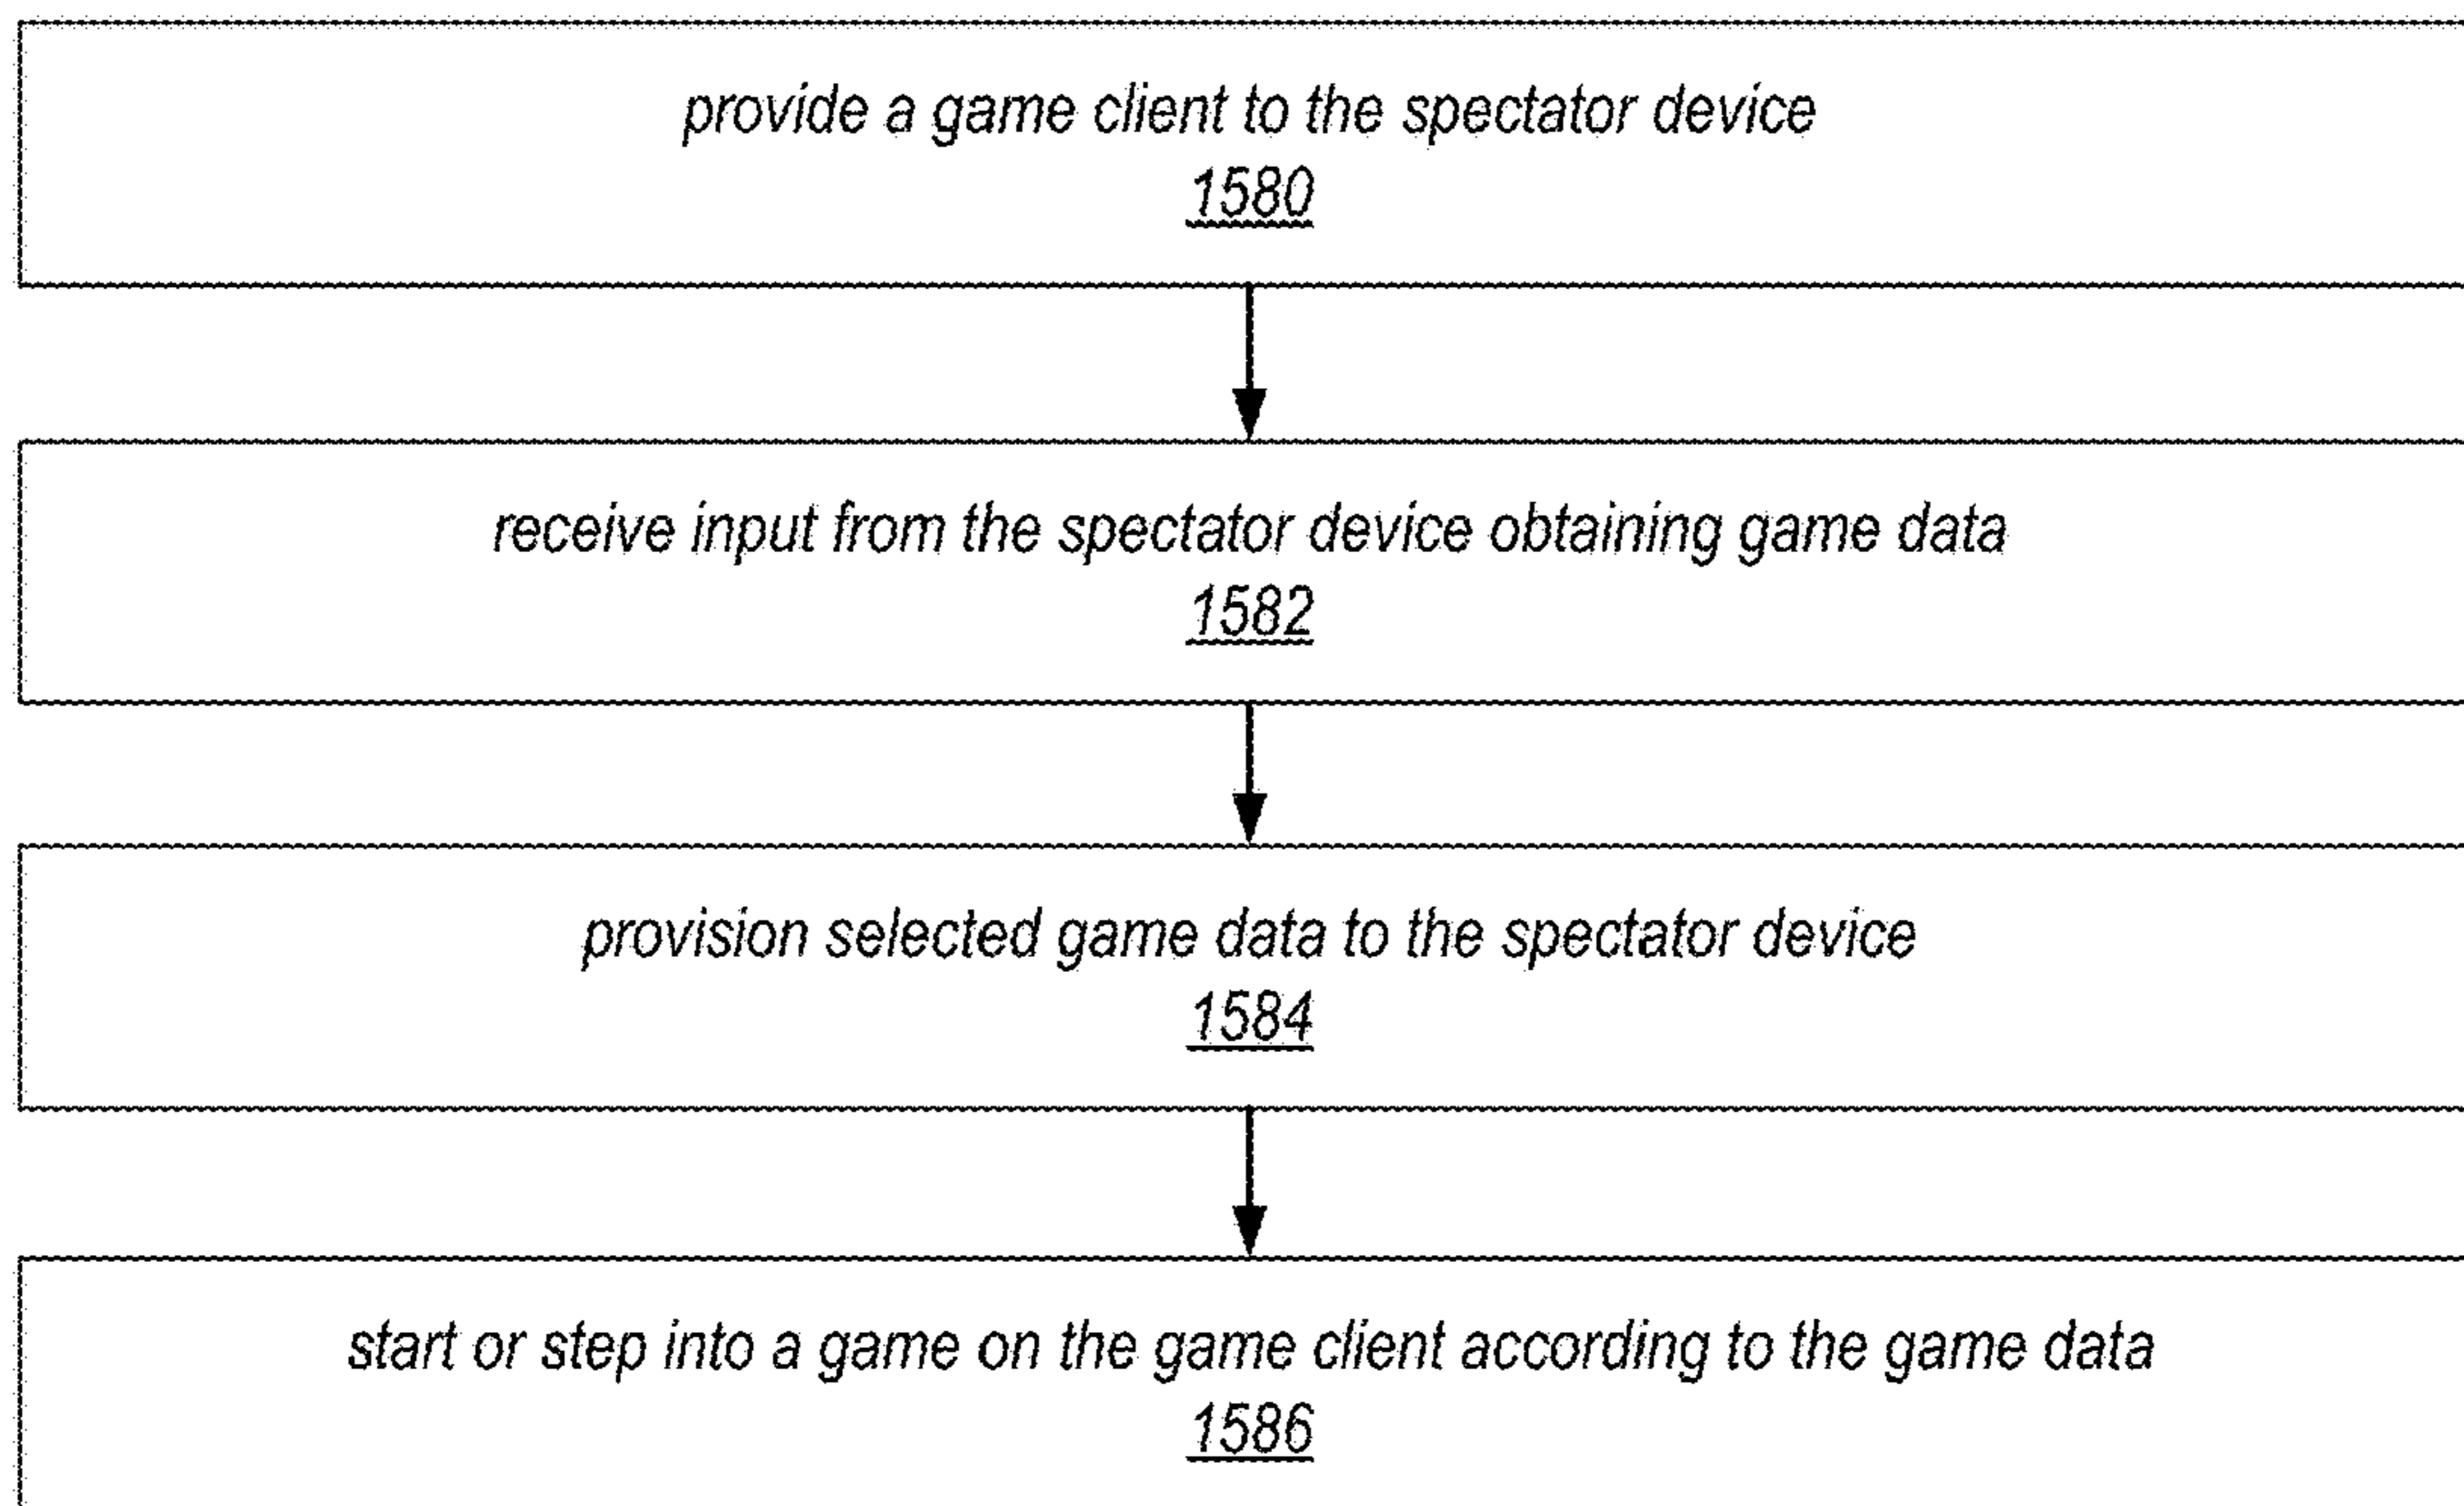 provide a game client to the spectator device
1580
receive input from the spectator device obtaining game data
1582
provision selected game data to the spectator device
1584
start or step into a game on the game client according to the game data
1586